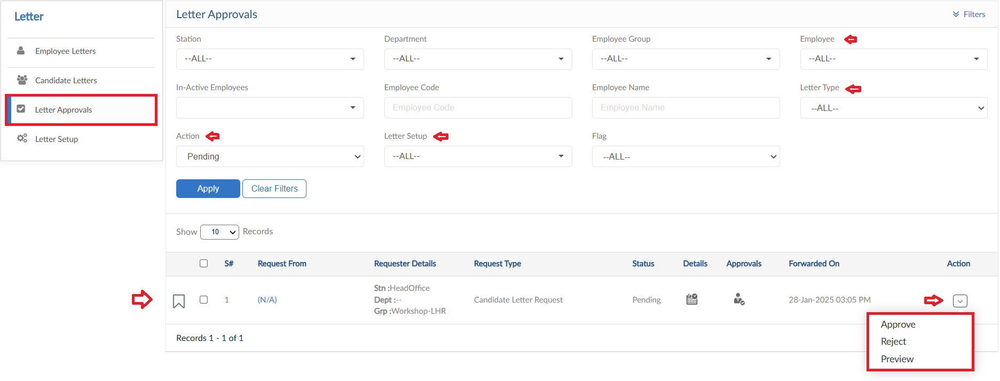 Letter
Employee Letters
Candidate Letters
Letter Approvals
Letter Setup
Letter Approvals
Filters
Station
Department
Employee Group
Employee
--ALL--
--ALL--
--ALL--
--ALL--
In-Active Employees
Employee Code
Employee Name
Letter Type
Employee Code
Employee Name
--ALL--
Action
Letter Setup
Flag
Pending
--ALL--
--ALL--
Apply
Clear Filters
Show 10 Records
S# Request From Requester Details Request Type Status Details Approvals Forwarded On Action
Stn :HeadOffice
1 (N/A) Dept :-- Candidate Letter Request Pending 28-Jan-2025 03:05 PM
Grp :Workshop-LHR
Approve
Reject
Preview
Records 1 - 1 of 1